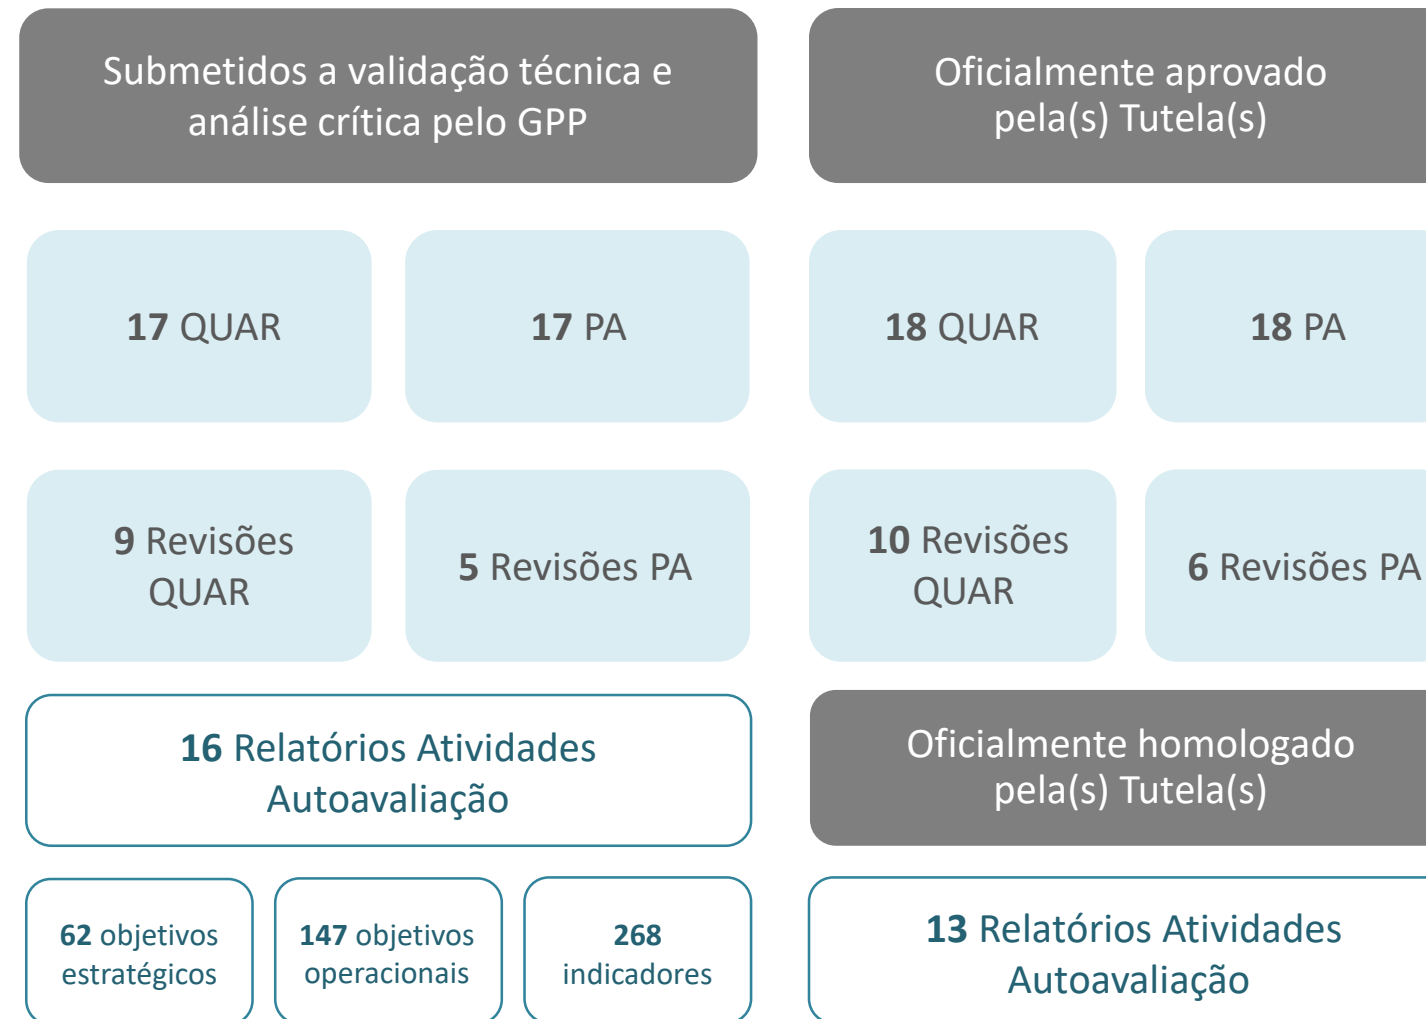 Submetidos a validação técnica e
análise crítica pelo GPP
Oficialmente aprovado
pela(s) Tutela(s)
17 QUAR
17 PA
18 QUAR
18 PA
9 Revisões
QUAR
5 Revisões PA
10 Revisões
QUAR
6 Revisões PA
16 Relatórios Atividades
Autoavaliação
Oficialmente homologado
pela(s) Tutela(s)
62 objetivos
estratégicos
147 objetivos
operacionais
268
indicadores
13 Relatórios Atividades
Autoavaliação